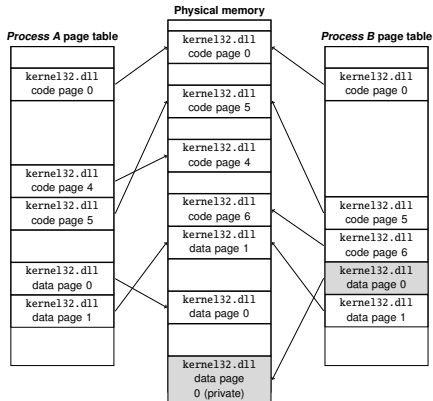 Physical memory
Process A page table
Process B page table
kernel32.dll
code page 0
kernel32.dll
code page 4
kernel32.dll
code page 5
kernel32.dll
data page 0
kernel32.dll
data page 1
kernel32.dll
code page 0
kernel32.dll
code page 5
kernel32.dll
code page 4
kernel32.dll
code page 6
kernel32.dll
data page 1
kernel32.dll
data page 0
kernel32.dll
data page
0 (private)
kernel32.dll
code page 0
kernel32.dll
code page 5
kernel32.dll
code page 6
kernel32.dll
data page 0
kernel32.dll
data page 1